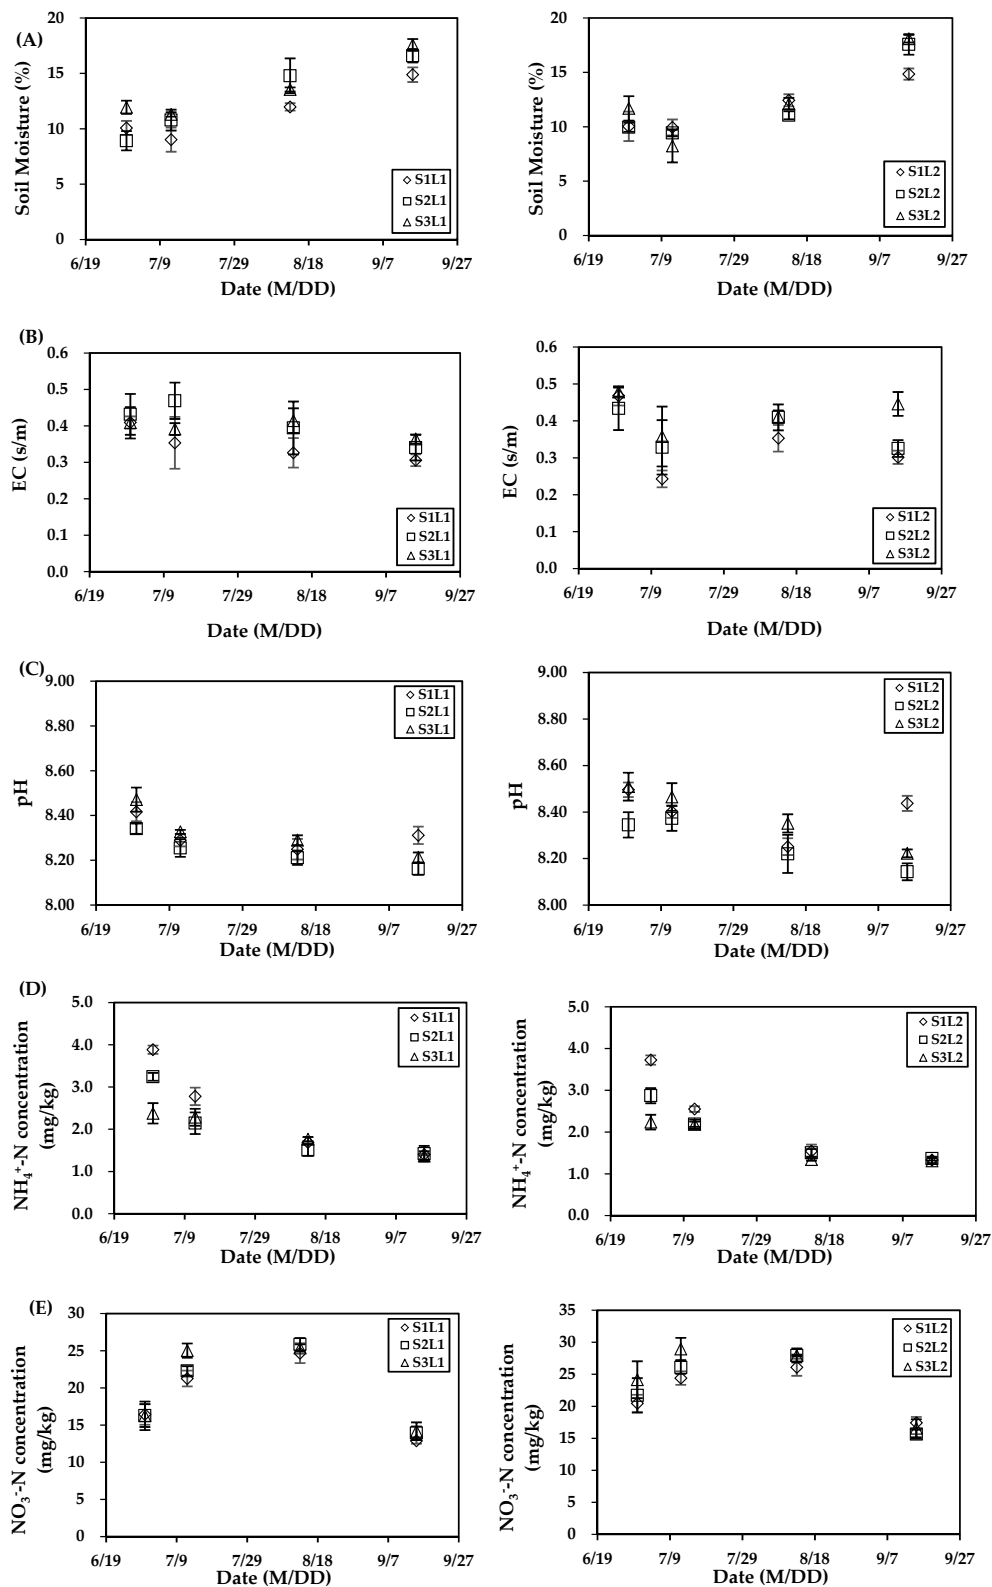 (A)
Soil Moisture (%)
20
15
10
5
0
6/19 7/9 7/29 8/18 9/7 9/27
Date (M/DD)
S1L1
S2L1
S3L1
Soil Moisture (%)
20
15
10
5
0
6/19 7/9 7/29 8/18 9/7 9/27
Date (M/DD)
S1L2
S2L2
S3L2
(B)
EC (s/m)
0.6
0.5
0.4
0.3
0.2
0.1
0.0
6/19 7/9 7/29 8/18 9/7 9/27
Date (M/DD)
S1L1
S2L1
S3L1
EC (s/m)
0.6
0.5
0.4
0.3
0.2
0.1
0.0
6/19 7/9 7/29 8/18 9/7 9/27
Date (M/DD)
S1L2
S2L2
S3L2
(C)
pH
9.00
8.80
8.60
8.40
8.20
8.00
6/19 7/9 7/29 8/18 9/7 9/27
Date (M/DD)
S1L1
S2L1
S3L1
pH
9.00
8.80
8.60
8.40
8.20
8.00
6/19 7/9 7/29 8/18 9/7 9/27
Date (M/DD)
S1L2
S2L2
S3L2
(D)
NH₄⁺-N concentration
(mg/kg)
5.0
4.0
3.0
2.0
1.0
0.0
6/19 7/9 7/29 8/18 9/7 9/27
Date (M/DD)
S1L1
S2L1
S3L1
NH₄⁺-N concentration
(mg/kg)
5.0
4.0
3.0
2.0
1.0
0.0
6/19 7/9 7/29 8/18 9/7 9/27
Date (M/DD)
S1L2
S2L2
S3L2
(E)
NO₃⁻-N concentration
(mg/kg)
30
25
20
15
10
5
0
6/19 7/9 7/29 8/18 9/7 9/27
Date (M/DD)
S1L1
S2L1
S3L1
NO₃⁻-N concentration
(mg/kg)
35
30
25
20
15
10
5
0
6/19 7/9 7/29 8/18 9/7 9/27
Date (M/DD)
S1L2
S2L2
S3L2